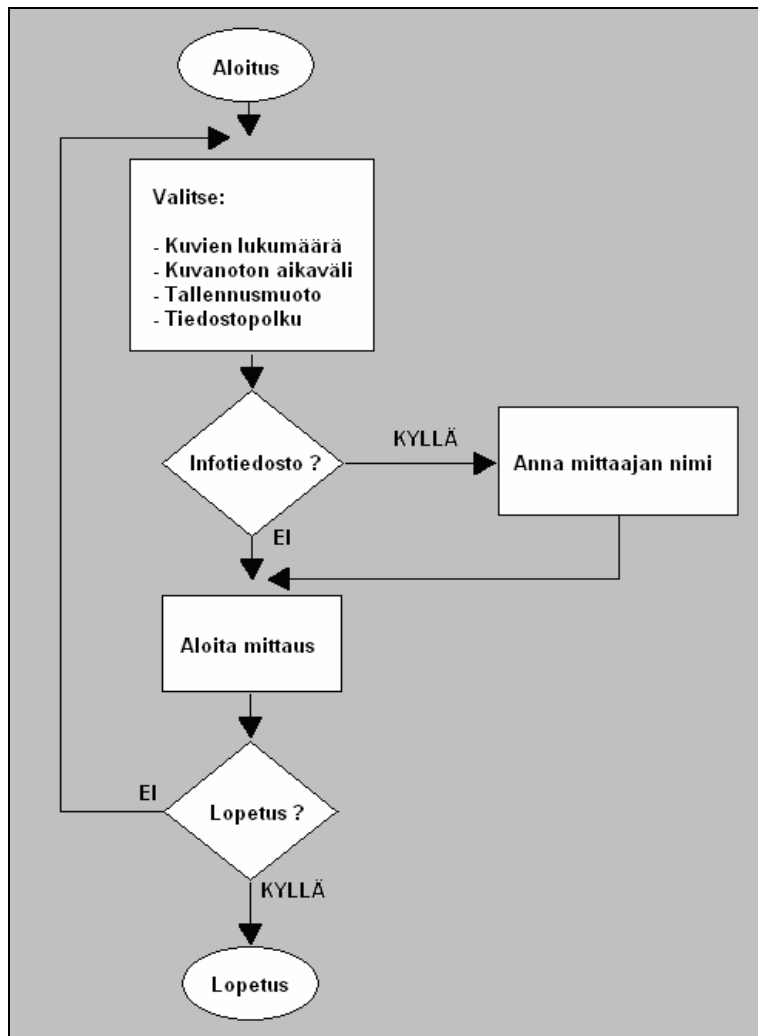 Aloitus
Valitse:
- Kuvien lukumäärä
- Kuvanoton aikaväli
- Tallennusmuoto
- Tiedostopolku
Infotiedosto ?
KYLLÄ
Anna mittaajan nimi
EI
Aloita mittaus
Lopetus ?
EI
KYLLÄ
Lopetus